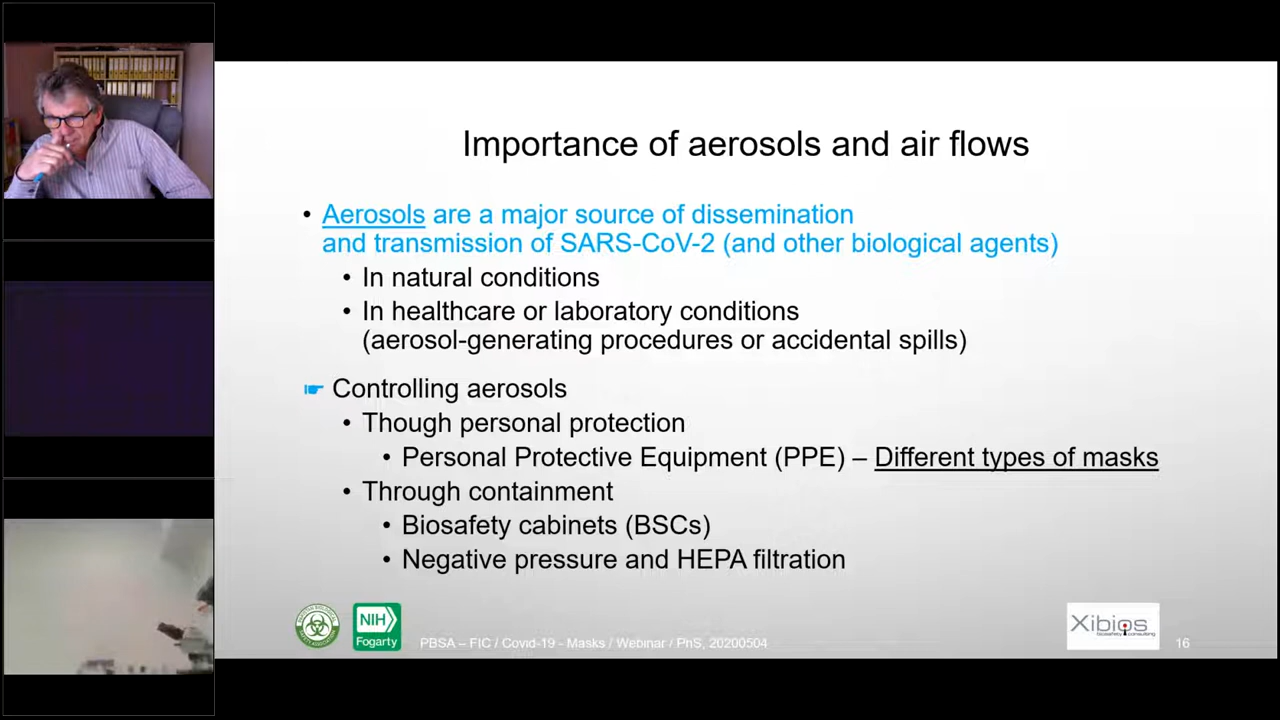 Importance of aerosols and air flows
• Aerosols are a major source of dissemination
and transmission of SARS-CoV-2 (and other biological agents)
• In natural conditions
• In healthcare or laboratory conditions
(aerosol-generating procedures or accidental spills)
☛ Controlling aerosols
• Though personal protection
• Personal Protective Equipment (PPE) – Different types of masks
• Through containment
• Biosafety cabinets (BSCs)
• Negative pressure and HEPA filtration
NIH
Fogarty
PBSA – FIC / Covid-19 - Masks / Webinar / PnS, 20200504
Xibios
biosafety consulting
16